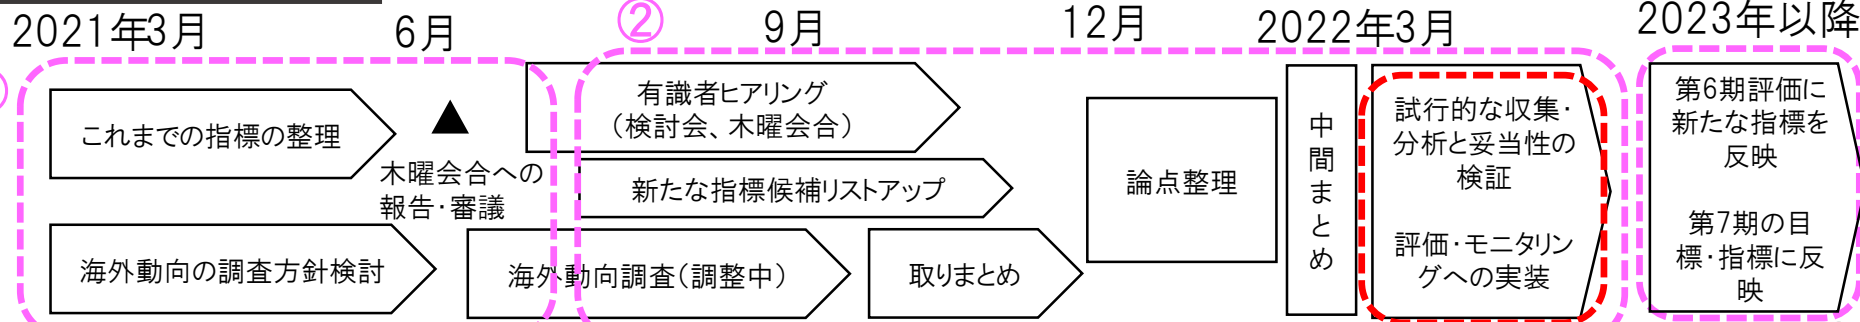 2021年3月
6月
②
9月
12月
2022年3月
2023年以降
これまでの指標の整理
▲
木曜会合への
報告・審議
海外動向の調査方針検討
有識者ヒアリング
（検討会、木曜会合）
新たな指標候補リストアップ
海外動向調査（調整中）
取りまとめ
論点整理
中
間
ま
と
め
試行的な収集・
分析と妥当性の
検証
評価・モニタリン
グへの実装
第6期評価に
新たな指標を
反映
第7期の目
標・指標に反
映